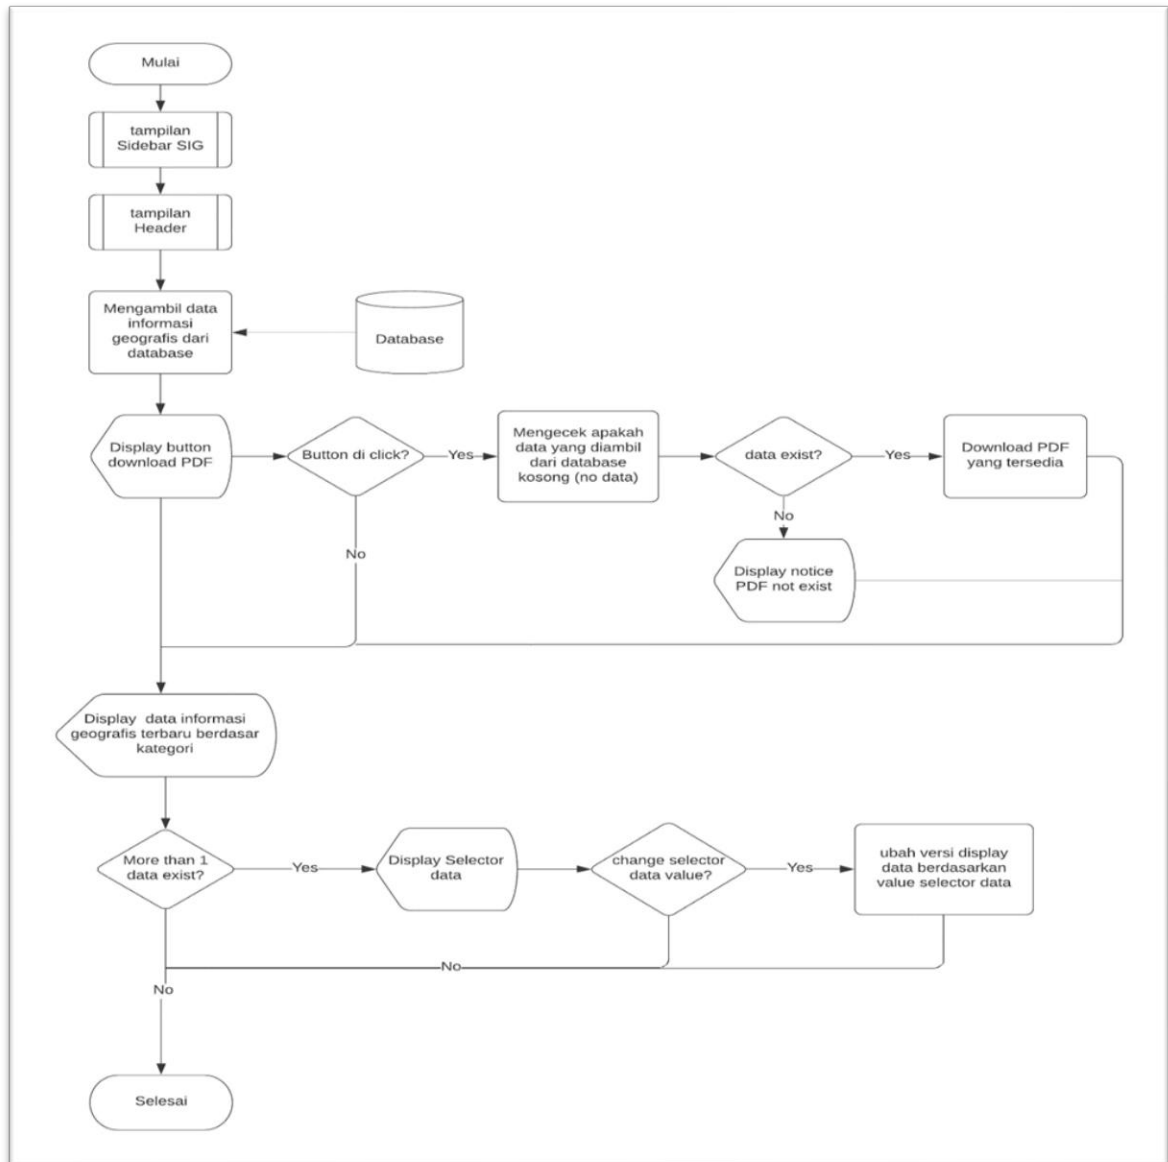 Mulai
tampilan
Sidebar SIG
tampilan
Header
Mengambil data
informasi
geografis dari
database
Database
Display button
download PDF
Button di click?
Yes
Mengecek apakah
data yang diambil
dari database
kosong (no data)
data exist?
Yes
Download PDF
yang tersedia
No
No
Display notice
PDF not exist
Display data informasi
geografis terbaru berdasar
kategori
More than 1
data exist?
Yes
Display Selector
data
change selector
data value?
Yes
ubah versi display
data berdasarkan
value selector data
No
No
Selesai